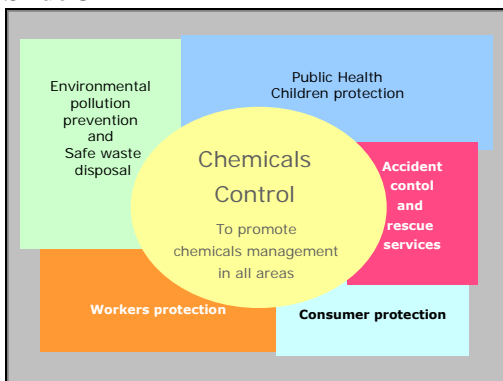 Environmental
pollution
prevention
and
Safe waste
disposal
Public Health
Children protection
Chemicals
Control
To promote
chemicals management
in all areas
Accident
contol
and
rescue
services
Workers protection
Consumer protection